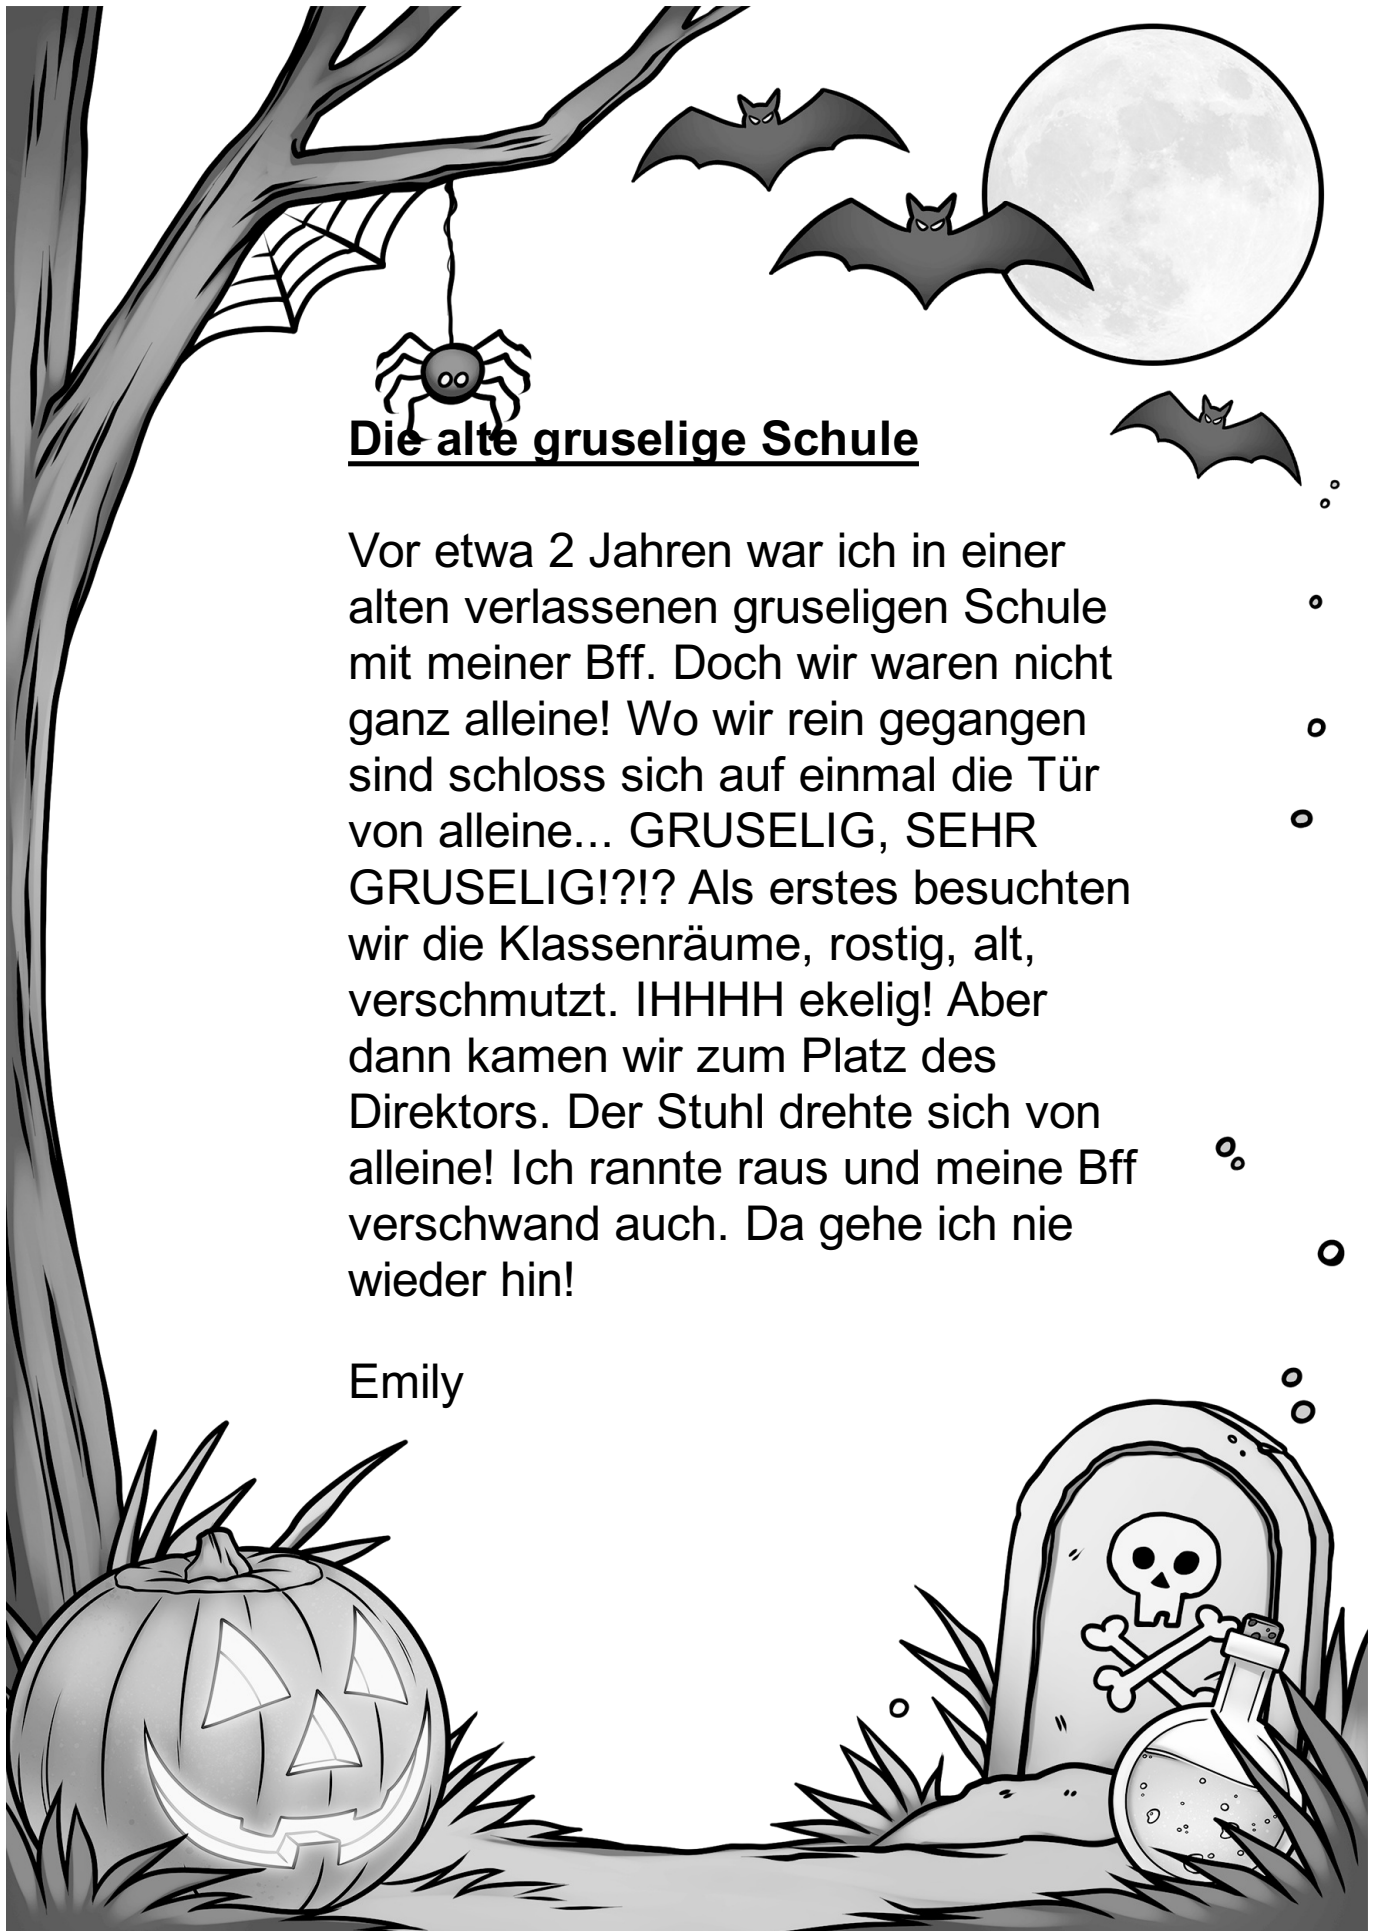 Die alte gruselige Schule
Vor etwa 2 Jahren war ich in einer
alten verlassenen gruseligen Schule
mit meiner Bff. Doch wir waren nicht
ganz alleine! Wo wir rein gegangen
sind schloss sich auf einmal die Tür
von alleine... GRUSELIG, SEHR
GRUSELIG!?!? Als erstes besuchten
wir die Klassenräume, rostig, alt,
verschmutzt. IHHHH ekelig! Aber
dann kamen wir zum Platz des
Direktors. Der Stuhl drehte sich von
alleine! Ich rannte raus und meine Bff
verschwand auch. Da gehe ich nie
wieder hin!
Emily